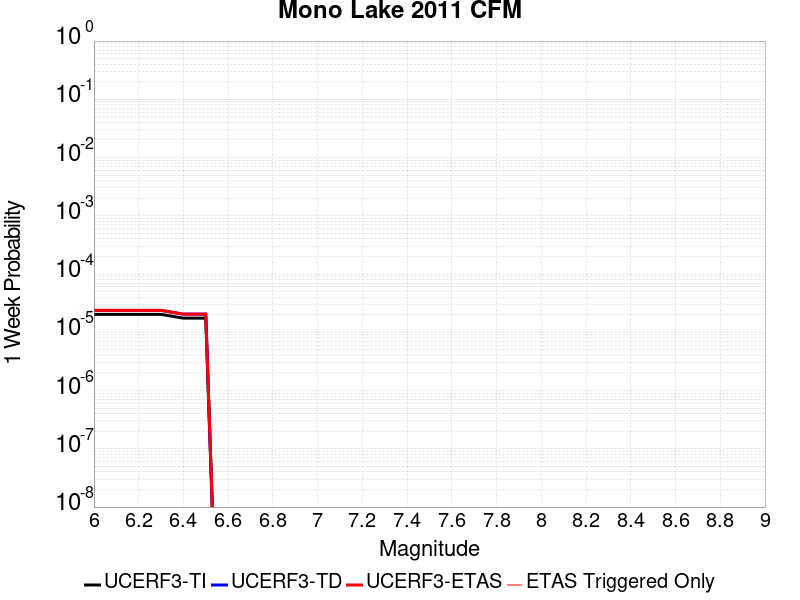 Mono Lake 2011 CFM
10^0
10^-1
10^-2
10^-3
10^-4
10^-5
10^-6
10^-7
10^-8
1 Week Probability
6 6.2 6.4 6.6 6.8 7 7.2 7.4 7.6 7.8 8 8.2 8.4 8.6 8.8 9
Magnitude
UCERF3-TI UCERF3-TD UCERF3-ETAS ETAS Triggered Only